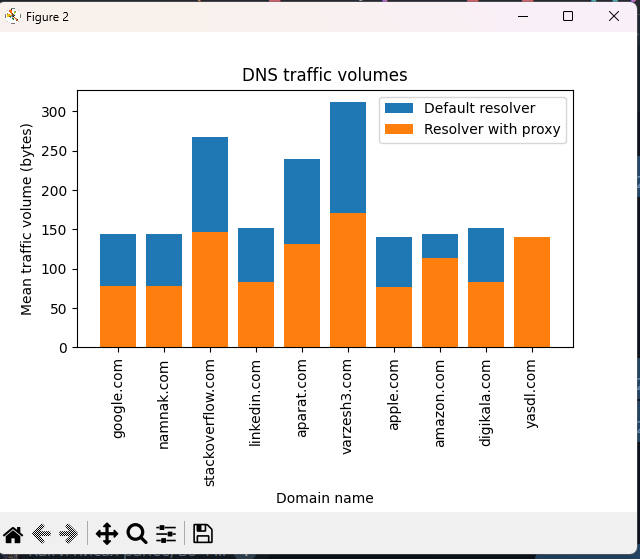 Figure 2
DNS traffic volumes
Mean traffic volume (bytes)
300
250
200
150
100
50
0
Default resolver
Resolver with proxy
google.com
namnak.com
stackoverflow.com
linkedin.com
aparat.com
varzesh3.com
apple.com
amazon.com
digikala.com
yasdl.com
Domain name